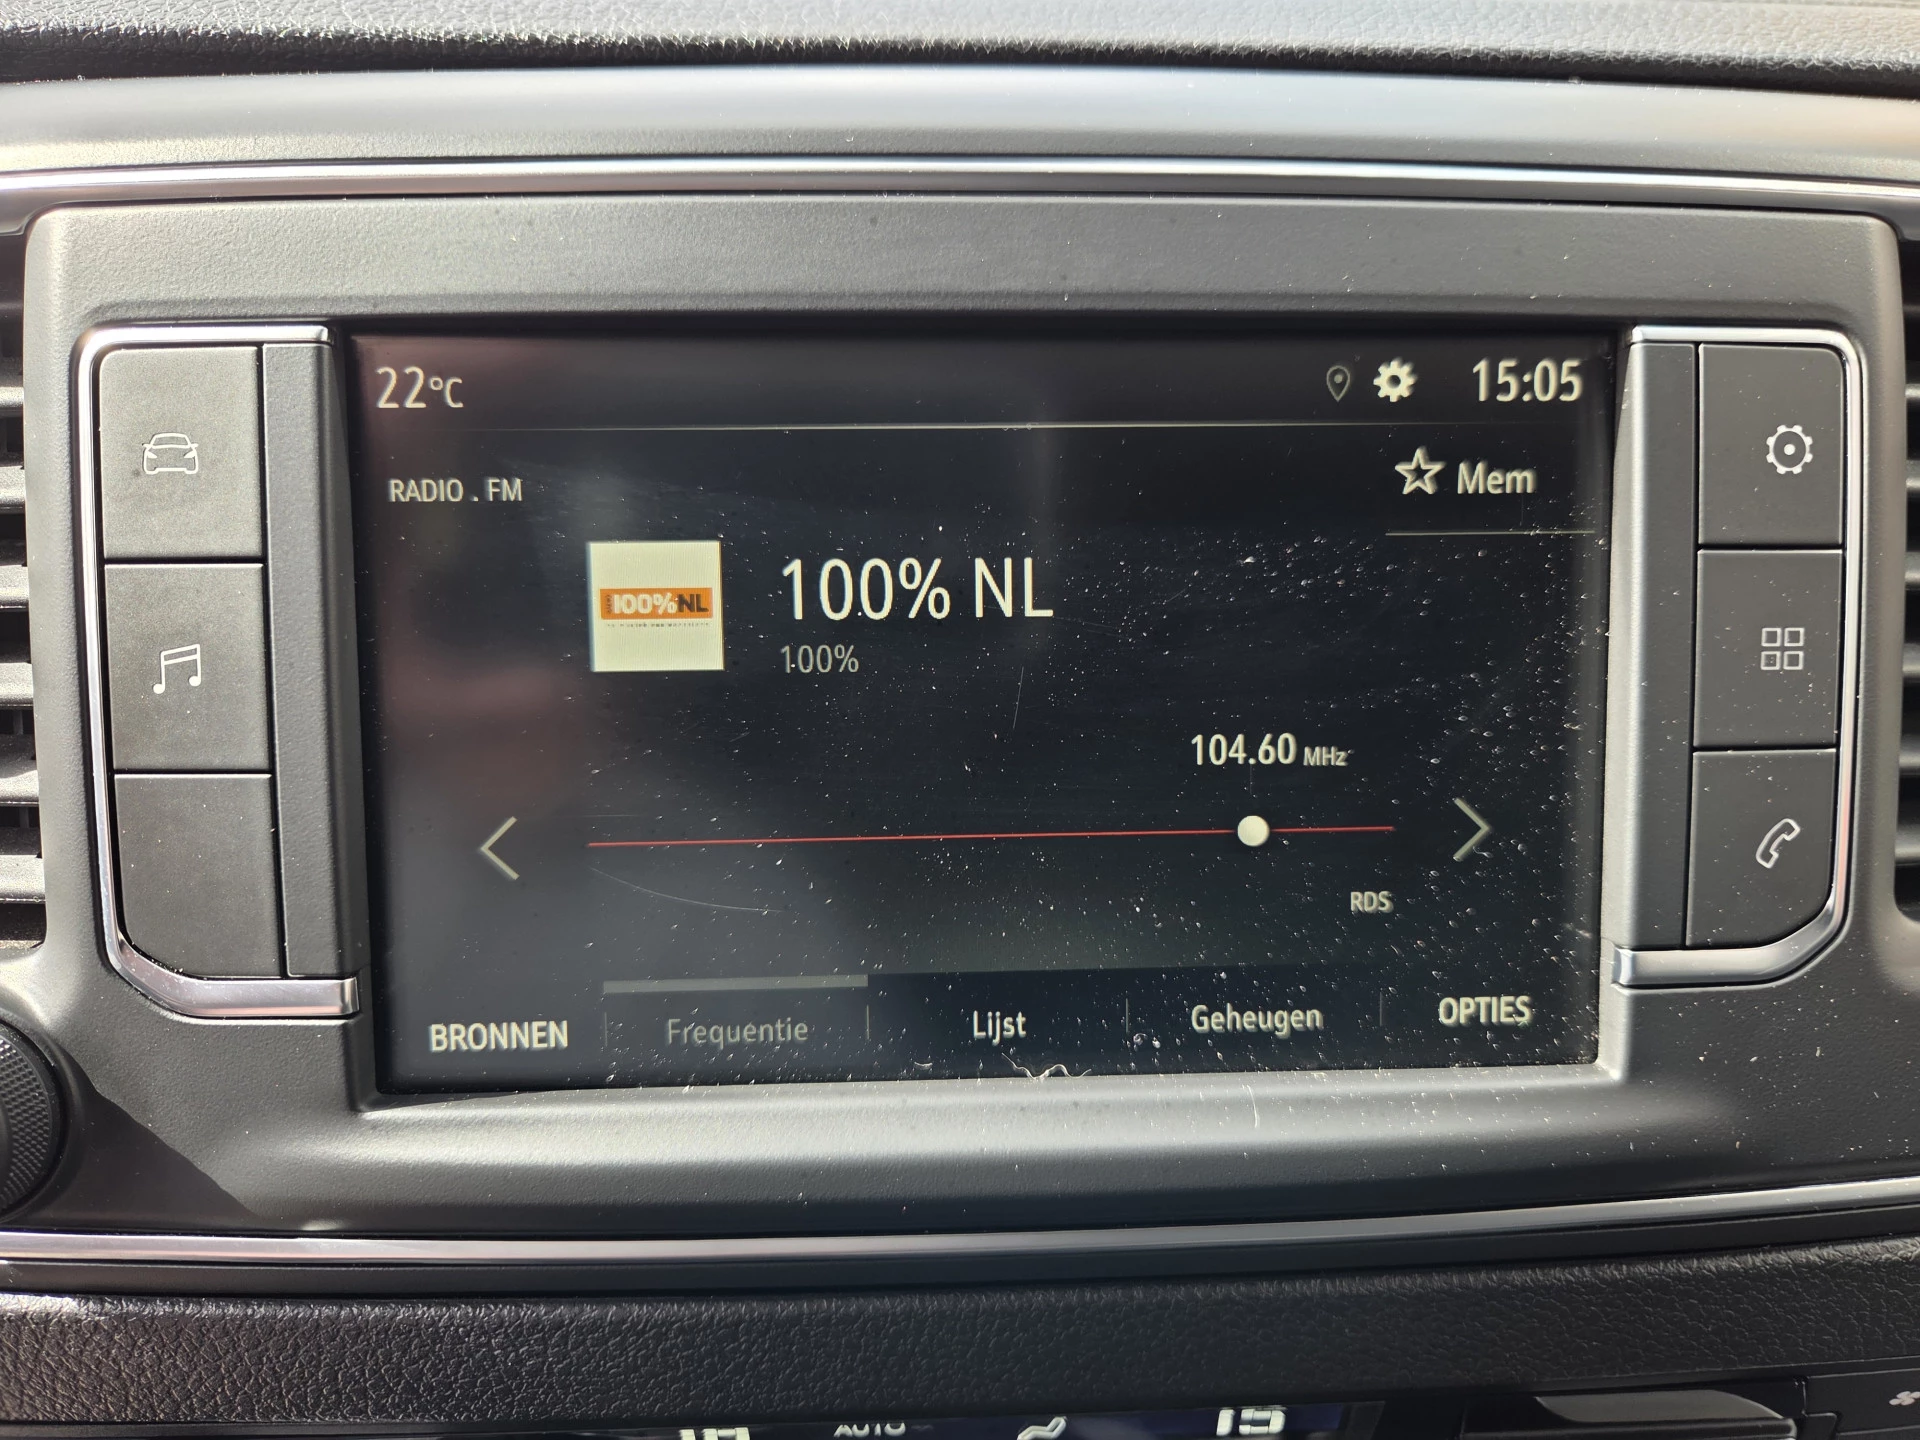 22°C
15:05
RADIO . FM
Mem
100%NL
100% NL
100%
104.60 MHz
RDS
BRONNEN
Frequentie
Lijst
Geheugen
OPTIES
AUTO